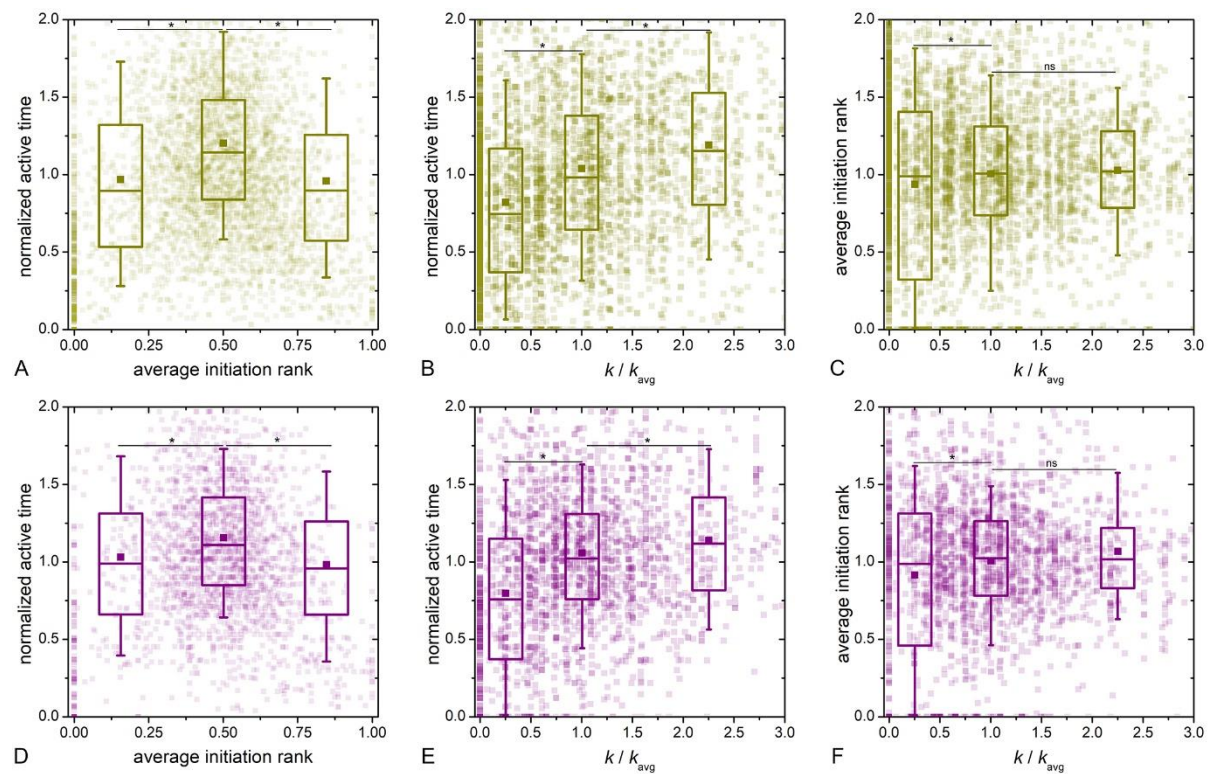 normalized active time
2.0
1.5
1.0
0.5
0.0
* *
0.00 0.25 0.50 0.75 1.00
average initiation rank
A
normalized active time
2.0
1.5
1.0
0.5
0.0
* *
0.0 0.5 1.0 1.5 2.0 2.5 3.0
k / kavg
B
average initiation rank
2.0
1.5
1.0
0.5
0.0
* ns
0.0 0.5 1.0 1.5 2.0 2.5 3.0
k / kavg
C
normalized active time
2.0
1.5
1.0
0.5
0.0
* *
0.00 0.25 0.50 0.75 1.00
average initiation rank
D
normalized active time
2.0
1.5
1.0
0.5
0.0
* *
0.0 0.5 1.0 1.5 2.0 2.5 3.0
k / kavg
E
average initiation rank
2.0
1.5
1.0
0.5
0.0
* ns
0.0 0.5 1.0 1.5 2.0 2.5 3.0
k / kavg
F